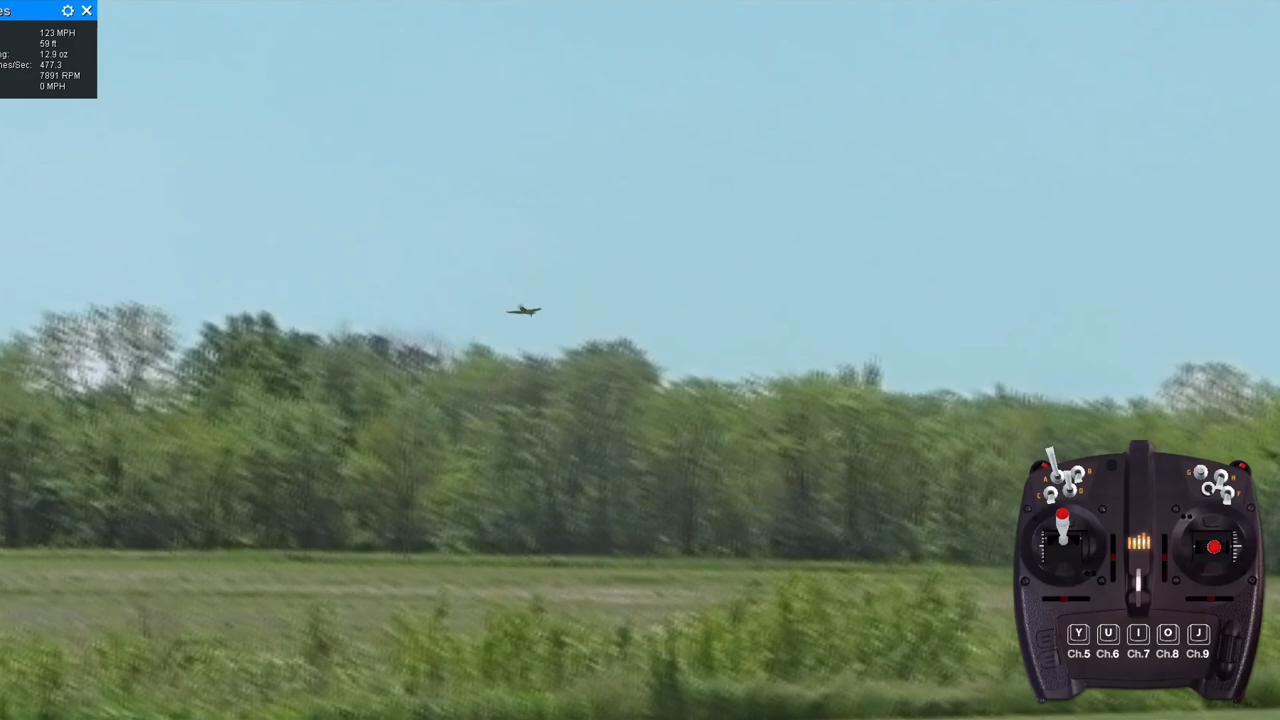 es
123 MPH
59 ft
ng: 12.9 oz
nes/Sec: 477.3
7891 RPM
0 MPH
A B
C D
G H
F
Y U I O J
Ch.5 Ch.6 Ch.7 Ch.8 Ch.9